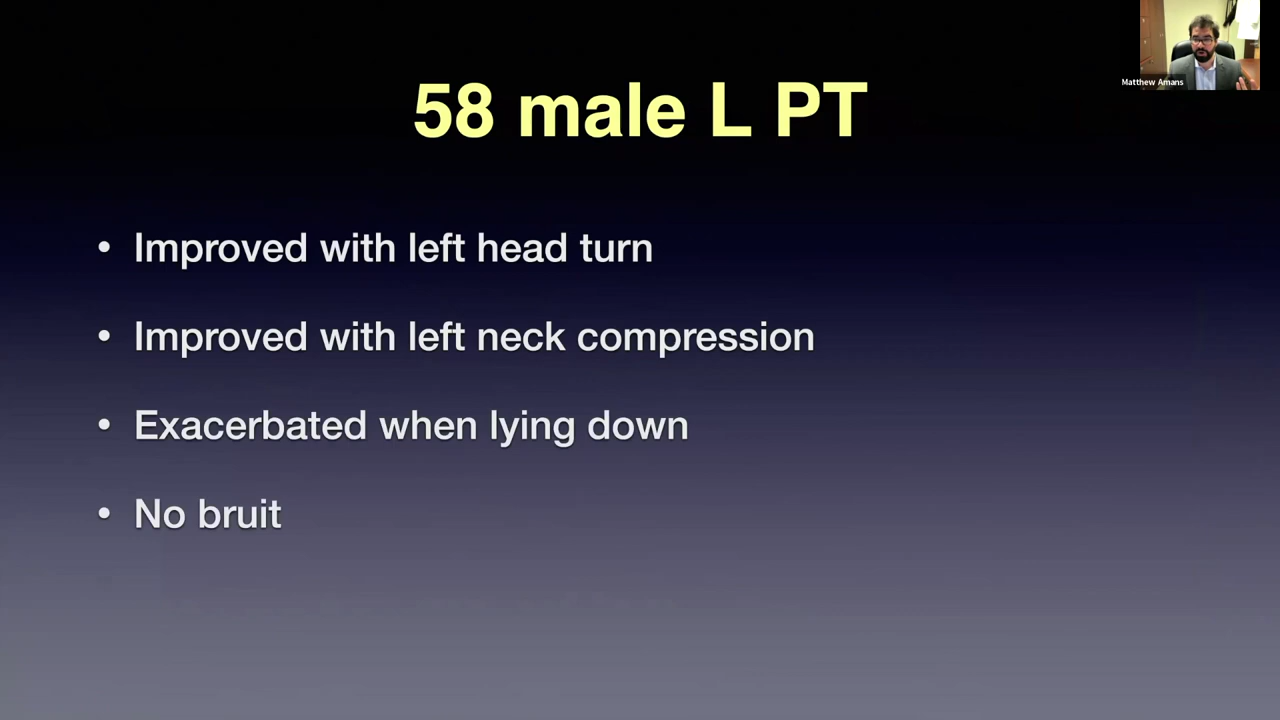 Matthew Amans
58 male L PT
• Improved with left head turn
• Improved with left neck compression
• Exacerbated when lying down
• No bruit